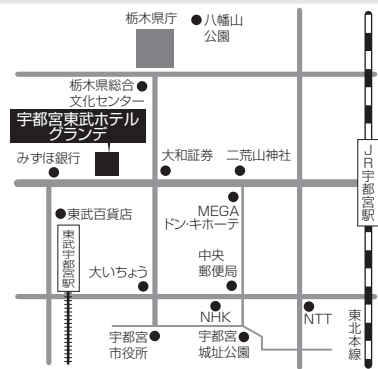 栃木県庁
八幡山
公園
栃木県総合
文化センター
宇都宮東武ホテル
グランデ
みずほ銀行
大和証券
二荒山神社
JR宇都宮駅
東武百貨店
MEGA
ドン・キホーテ
東武宇都宮駅
大いちょう
中央
郵便局
NHK
NTT
東北本線
宇都宮
市役所
宇都宮
城址公園